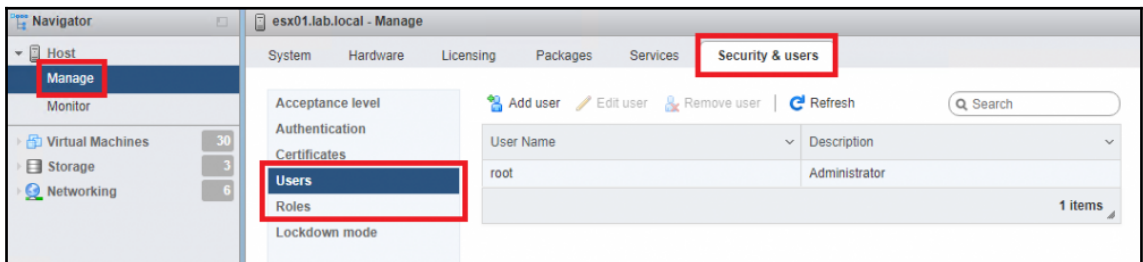 Navigator
Host
Manage
Monitor
Virtual Machines 30
Storage 3
Networking 6
esx01.lab.local - Manage
System Hardware Licensing Packages Services Security & users
Acceptance level
Authentication
Certificates
Users
Roles
Lockdown mode
Add user Edit user Remove user Refresh Search
User Name Description
root Administrator
1 items